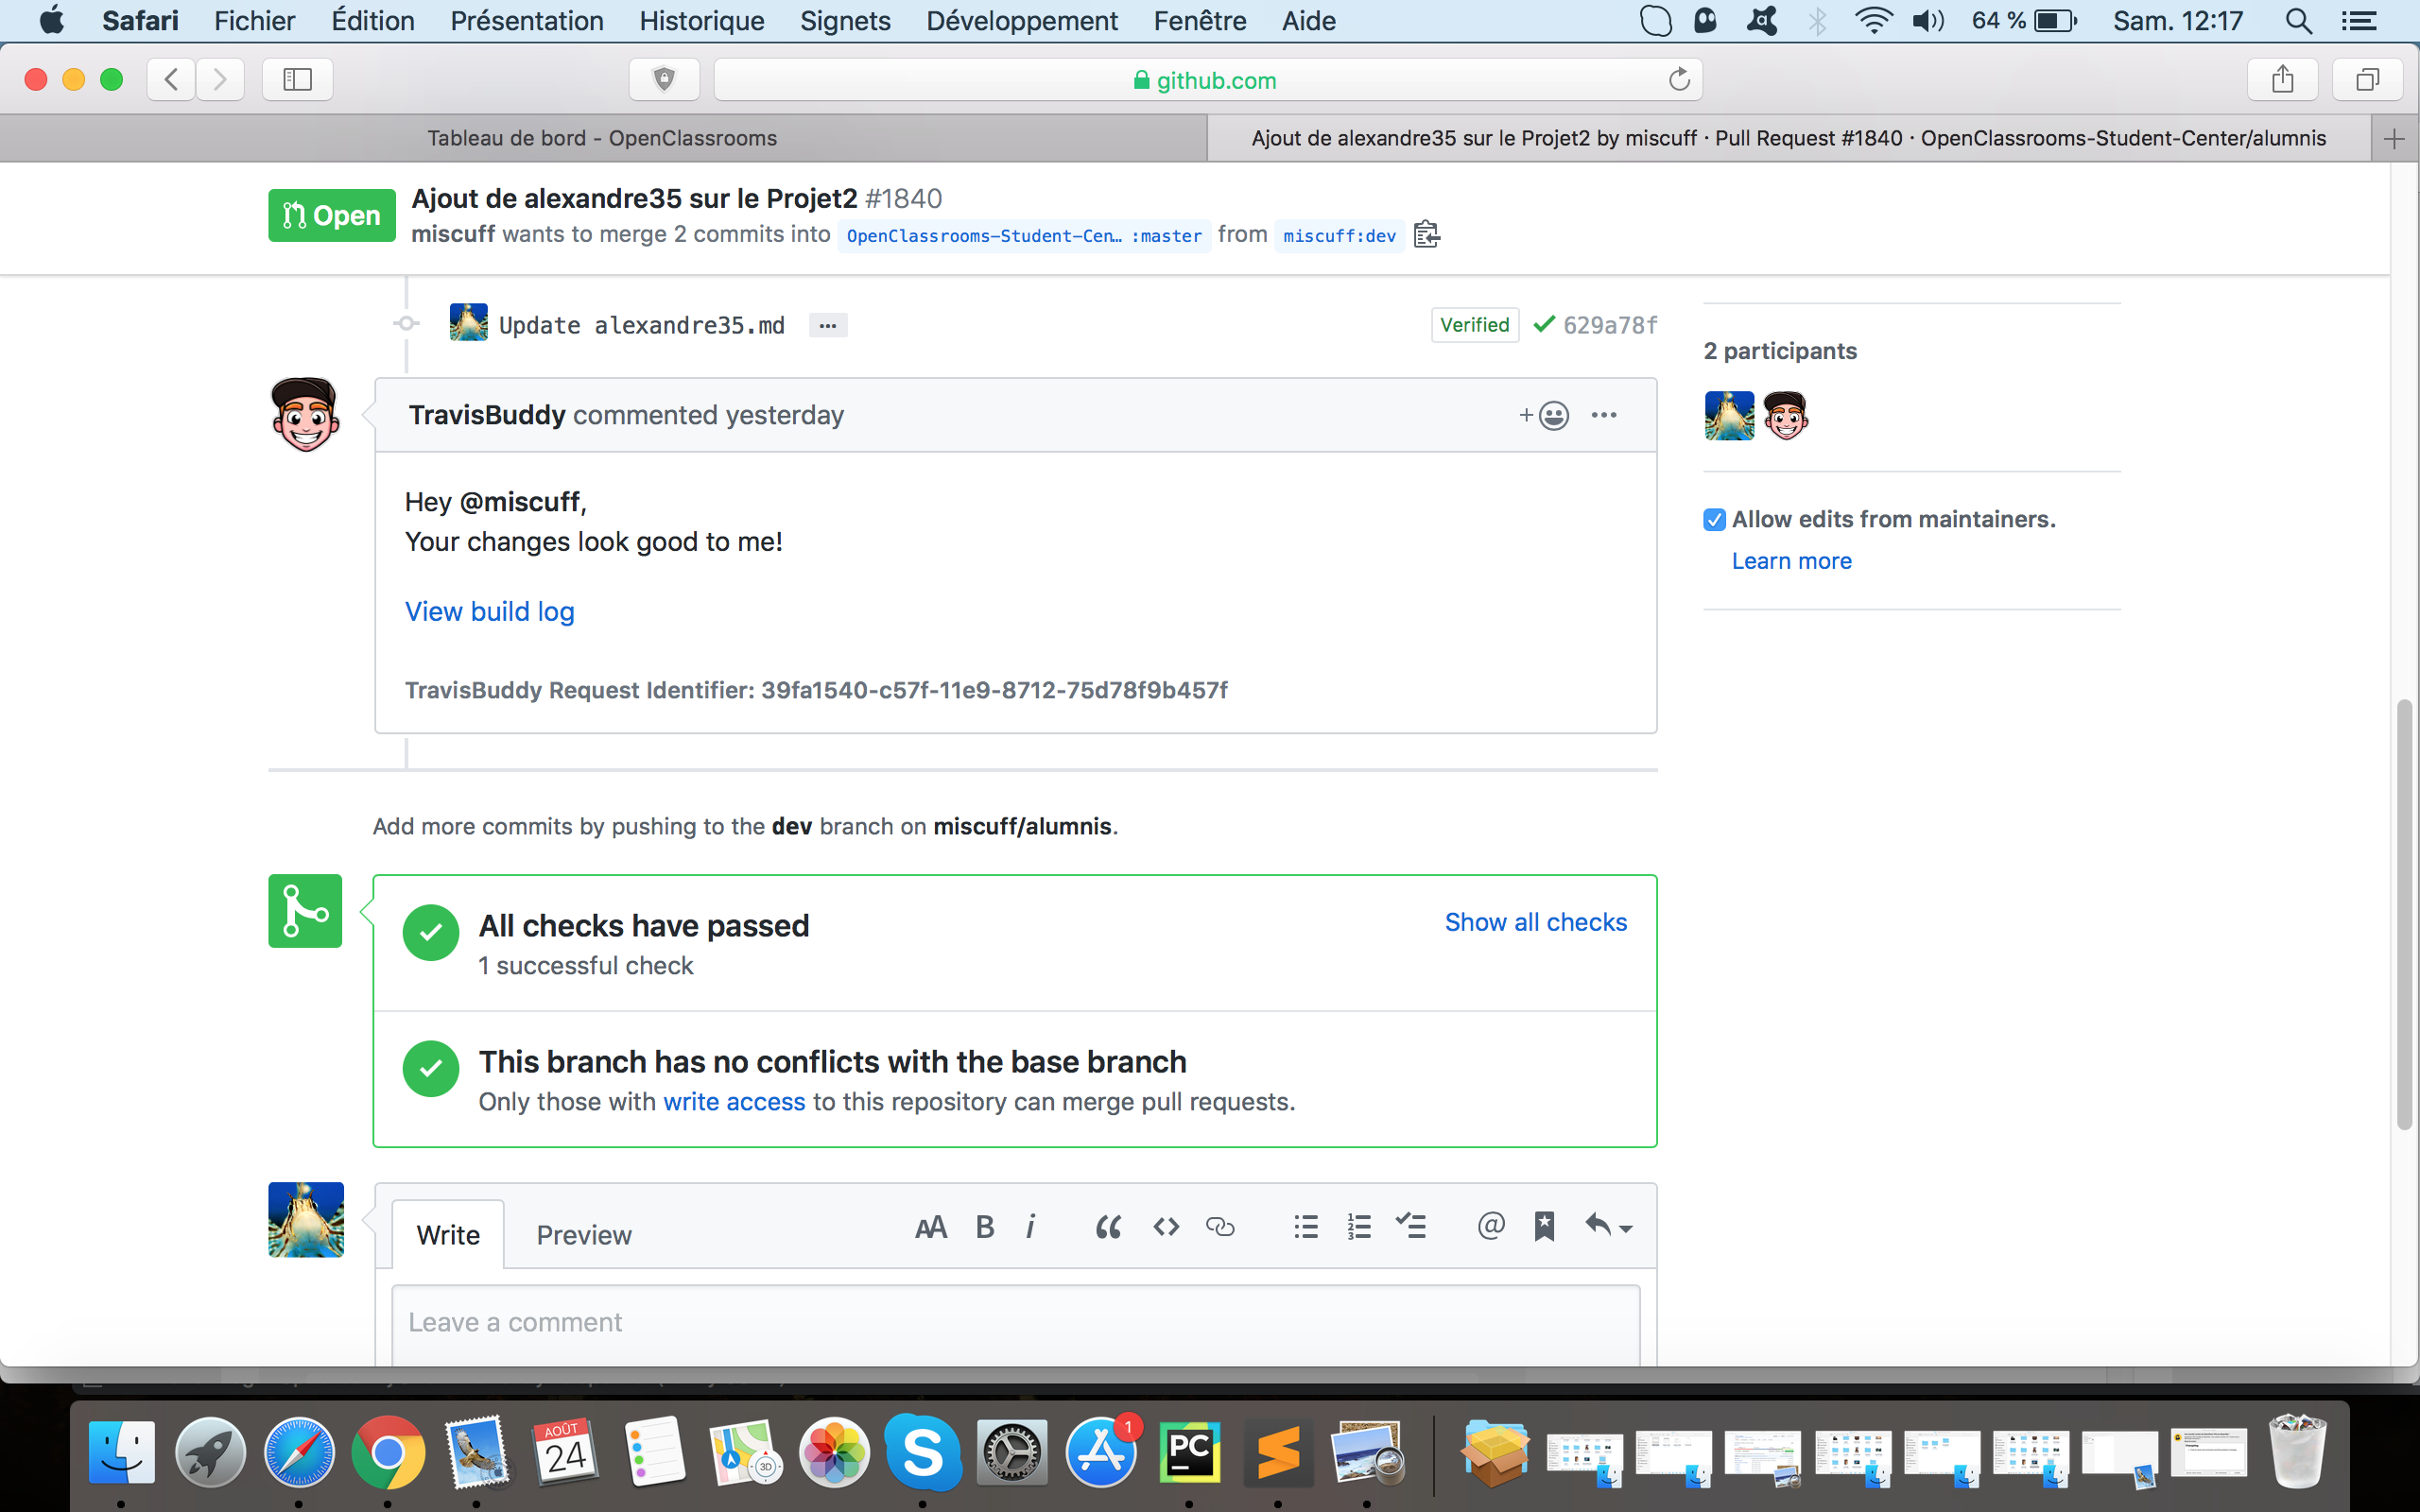 Safari Fichier Édition Présentation Historique Signets Développement Fenêtre Aide 64 % Sam. 12:17
github.com
Tableau de bord - OpenClassrooms
Ajout de alexandre35 sur le Projet2 by miscuff · Pull Request #1840 · OpenClassrooms-Student-Center/alumnis
Open
Ajout de alexandre35 sur le Projet2 #1840
miscuff wants to merge 2 commits into OpenClassrooms-Student-Cen… :master from miscuff:dev
Update alexandre35.md
Verified 629a78f
2 participants
TravisBuddy commented yesterday
Hey @miscuff,
Your changes look good to me!
View build log
TravisBuddy Request Identifier: 39fa1540-c57f-11e9-8712-75d78f9b457f
Allow edits from maintainers.
Learn more
Add more commits by pushing to the dev branch on miscuff/alumnis.
All checks have passed
Show all checks
1 successful check
This branch has no conflicts with the base branch
Only those with write access to this repository can merge pull requests.
Write Preview
AA B i @
Leave a comment
AOÛT
24
3D
S
1
PC